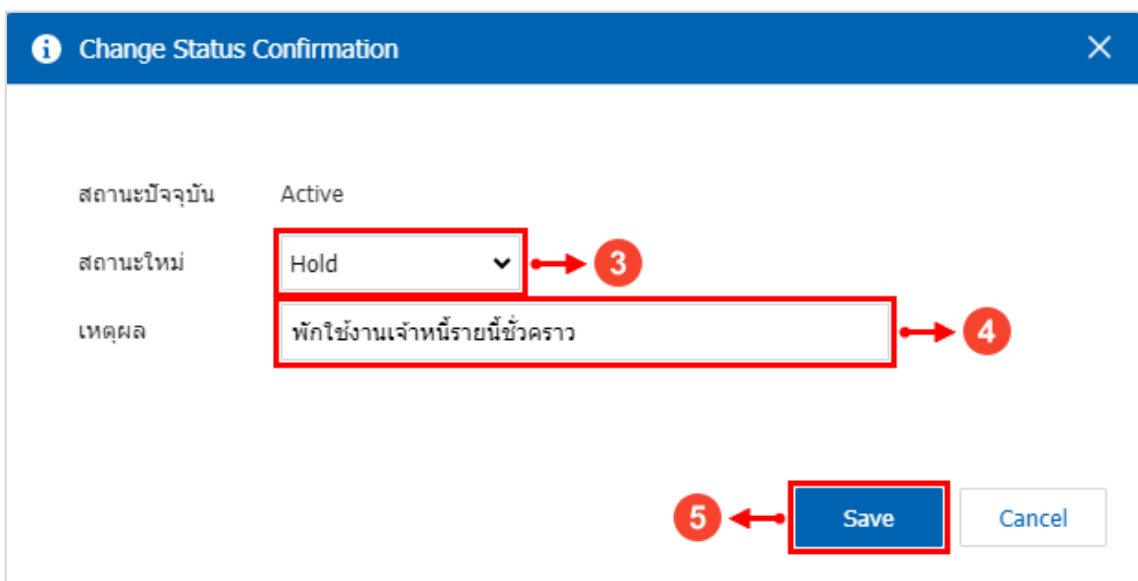 Change Status Confirmation
สถานะปัจจุบัน Active
สถานะใหม่ Hold 3
เหตุผล พักใช้งานเจ้าหนี้รายนี้ชั่วคราว 4
5 Save Cancel